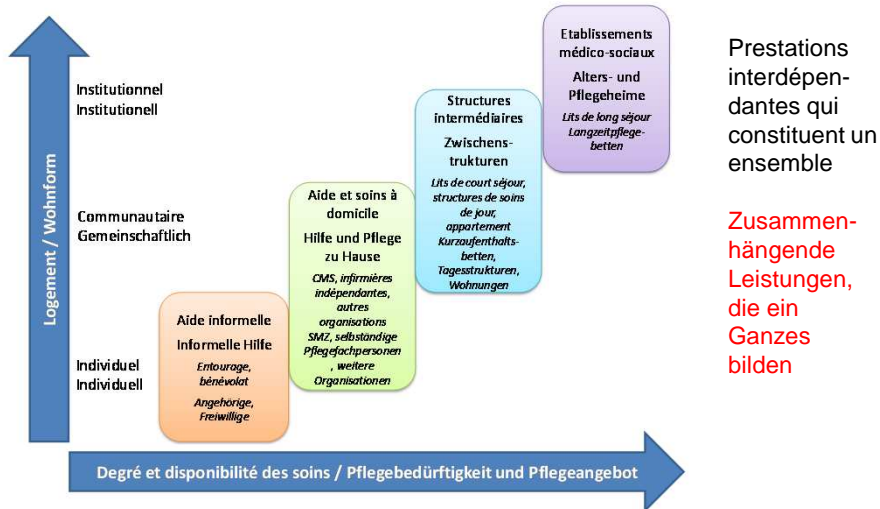 Logement / Wohnform
Institutionnel
Institutionell
Communautaire
Gemeinschaftlich
Individuel
Individuell
Aide informelle
Informelle Hilfe
Entourage,
bénévolat
Angehörige,
Freiwillige
Aide et soins à
domicile
Hilfe und Pflege
zu Hause
CMS, infirmières
indépendantes,
autres
organisations
SMZ, selbständige
Pflegefachpersonen
, weitere
Organisationen
Structures
intermédiaires
Zwischens-
trukturen
Lits de court séjour,
structures de soins
de jour,
appartement
Kurzaufenthalts-
betten,
Tagesstrukturen,
Wohnungen
Etablissements
médico-sociaux
Alters- und
Pflegeheime
Lits de long séjour
Langzeitpflege-
betten
Degré et disponibilité des soins / Pflegebedürftigkeit und Pflegeangebot
Prestations
interdépen-
dantes qui
constituent un
ensemble
Zusammen-
hängende
Leistungen,
die ein
Ganzes
bilden